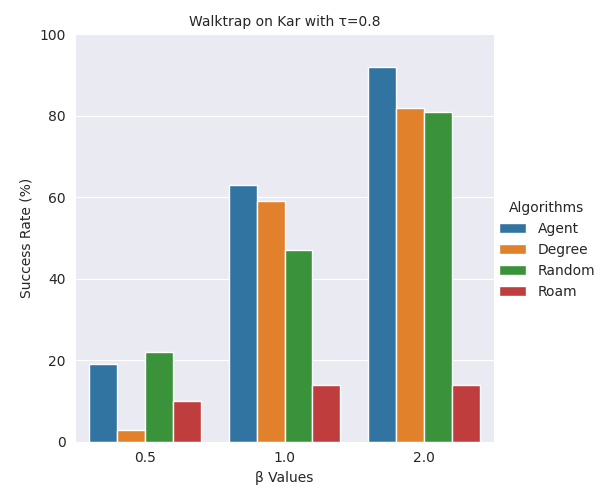 Walktrap on Kar with τ=0.8
100
80
60
40
20
0
Success Rate (%)
0.5
1.0
2.0
β Values
Algorithms
Agent
Degree
Random
Roam